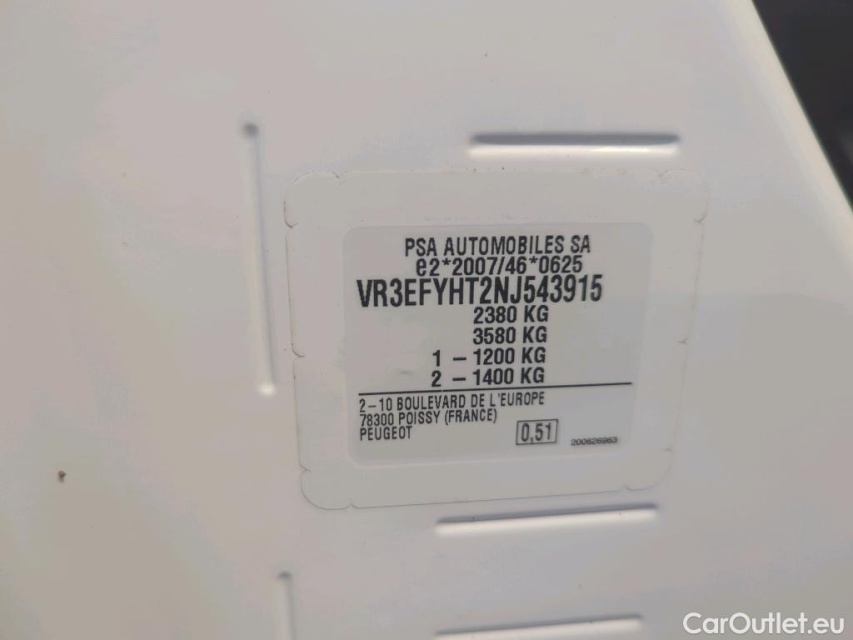 PSA AUTOMOBILES SA
e2*2007/46*0625
VR3EFYHT2NJ543915
2380 KG
3580 KG
1 – 1200 KG
2 – 1400 KG
2–10 BOULEVARD DE L'EUROPE
78300 POISSY (FRANCE)
PEUGEOT
0,51
200626963
CarOutlet.eu